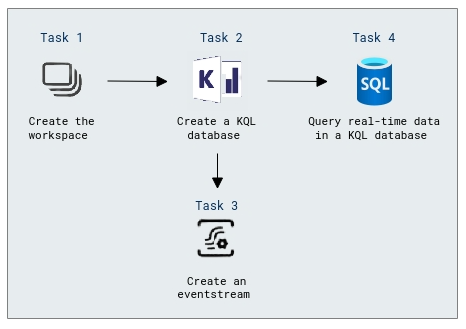 Task 1
Task 2
Task 4
K
SQL
Create the
workspace
Create a KQL
database
Query real-time data
in a KQL database
Task 3
Create an
eventstream